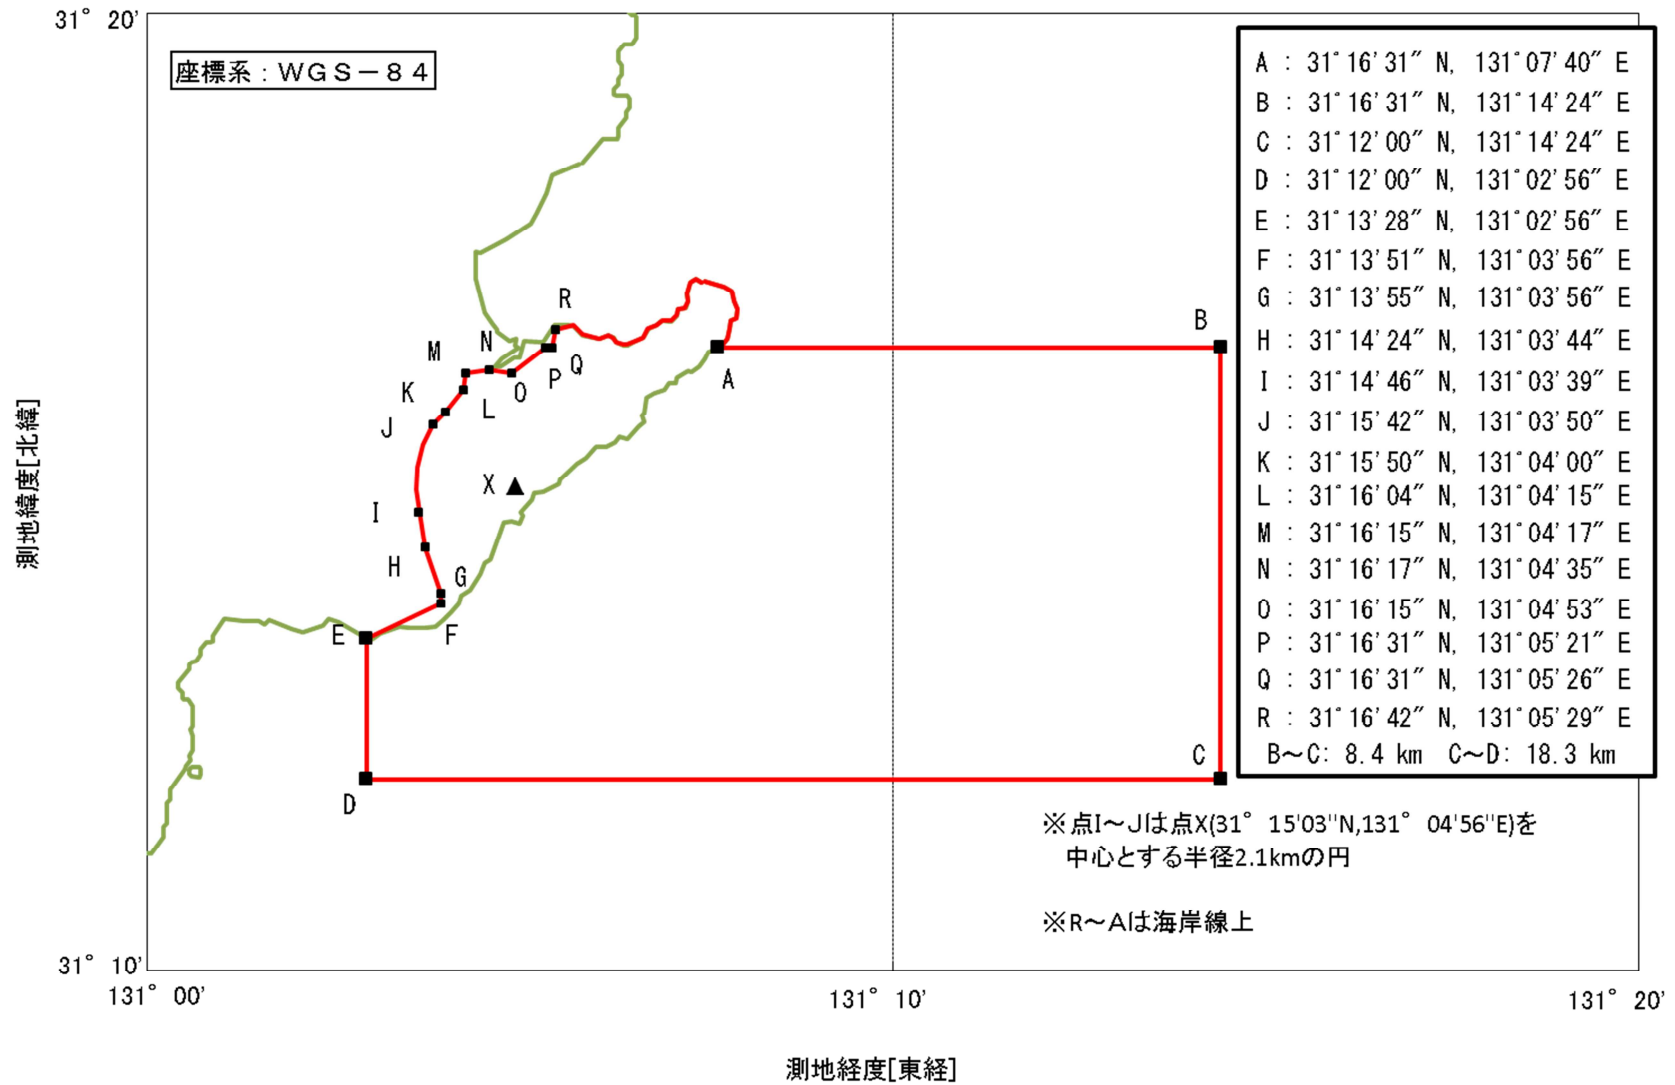 31° 20'
座標系：ＷＧＳ－８４
A : 31°16'31" N, 131°07'40" E
B : 31°16'31" N, 131°14'24" E
C : 31°12'00" N, 131°14'24" E
D : 31°12'00" N, 131°02'56" E
E : 31°13'28" N, 131°02'56" E
F : 31°13'51" N, 131°03'56" E
G : 31°13'55" N, 131°03'56" E
H : 31°14'24" N, 131°03'44" E
I : 31°14'46" N, 131°03'39" E
J : 31°15'42" N, 131°03'50" E
K : 31°15'50" N, 131°04'00" E
L : 31°16'04" N, 131°04'15" E
M : 31°16'15" N, 131°04'17" E
N : 31°16'17" N, 131°04'35" E
O : 31°16'15" N, 131°04'53" E
P : 31°16'31" N, 131°05'21" E
Q : 31°16'31" N, 131°05'26" E
R : 31°16'42" N, 131°05'29" E
B～C: 8.4 km C～D: 18.3 km
R
B
N
M
Q
P
A
O
K
L
J
X
I
H
G
E
F
C
D
測地緯度[北緯]
※点I～Jは点X(31° 15'03"N,131° 04'56"E)を
中心とする半径2.1kmの円
※R～Aは海岸線上
31° 10'
131° 00'
131° 10'
131° 20'
測地経度[東経]